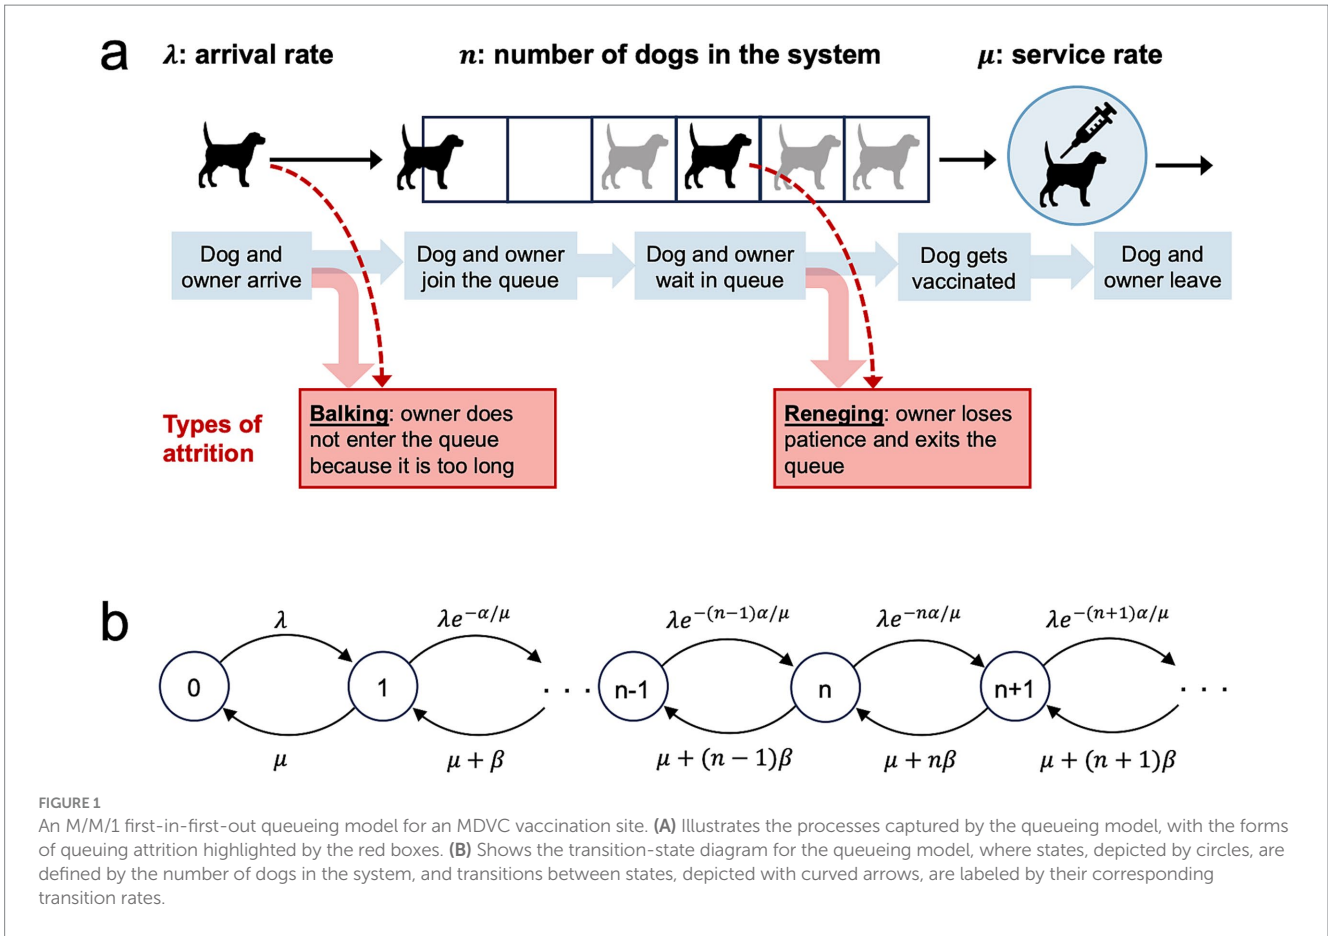 a
λ: arrival rate
n: number of dogs in the system
μ: service rate
Dog and
owner arrive
Dog and owner
join the queue
Dog and owner
wait in queue
Dog gets
vaccinated
Dog and
owner leave
Types of
attrition
Balking: owner does
not enter the queue
because it is too long
Reneging: owner loses
patience and exits the
queue
b
λ
λe^{-α/μ}
λe^{-(n-1)α/μ}
λe^{-nα/μ}
λe^{-(n+1)α/μ}
0
1
· · ·
n-1
n
n+1
· · ·
μ
μ + β
μ + (n − 1)β
μ + nβ
μ + (n + 1)β
FIGURE 1
An M/M/1 first-in-first-out queueing model for an MDVC vaccination site. (A) Illustrates the processes captured by the queueing model, with the forms
of queuing attrition highlighted by the red boxes. (B) Shows the transition-state diagram for the queueing model, where states, depicted by circles, are
defined by the number of dogs in the system, and transitions between states, depicted with curved arrows, are labeled by their corresponding
transition rates.